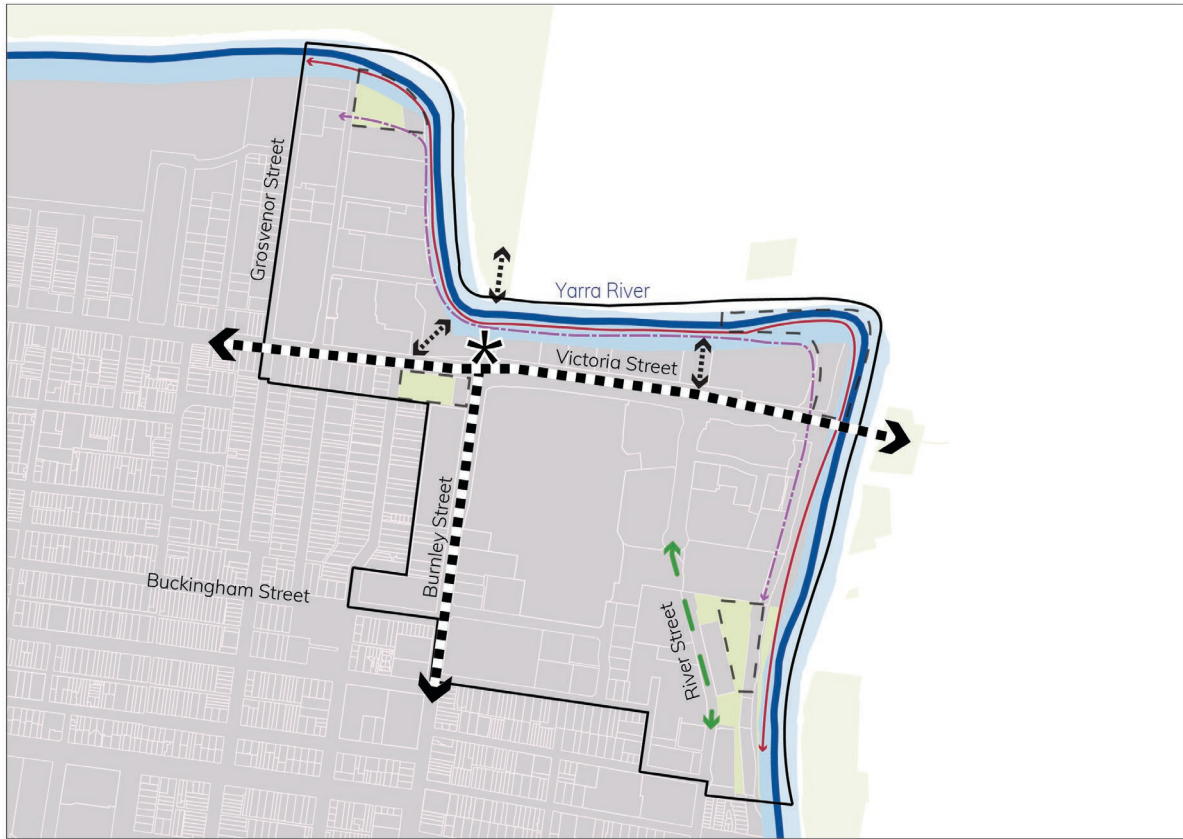 Grosvenor Street
Yarra River
Victoria Street
Burnley Street
Buckingham Street
River Street